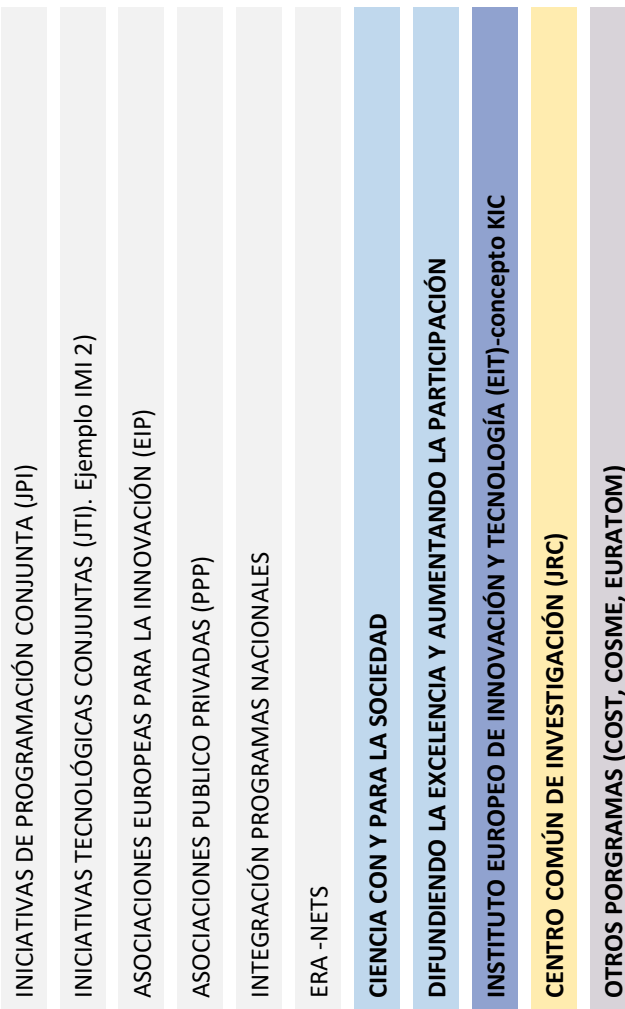 INICIATIVAS DE PROGRAMACIÓN CONJUNTA (JPI)
INICIATIVAS TECNOLÓGICAS CONJUNTAS (JTI). Ejemplo IMI 2)
ASOCIACIONES EUROPEAS PARA LA INNOVACIÓN (EIP)
ASOCIACIONES PUBLICO PRIVADAS (PPP)
INTEGRACIÓN PROGRAMAS NACIONALES
ERA -NETS
CIENCIA CON Y PARA LA SOCIEDAD
DIFUNDIENDO LA EXCELENCIA Y AUMENTANDO LA PARTICIPACIÓN
INSTITUTO EUROPEO DE INNOVACIÓN Y TECNOLOGÍA (EIT)-concepto KIC
CENTRO COMÚN DE INVESTIGACIÓN (JRC)
OTROS PORGRAMAS (COST, COSME, EURATOM)